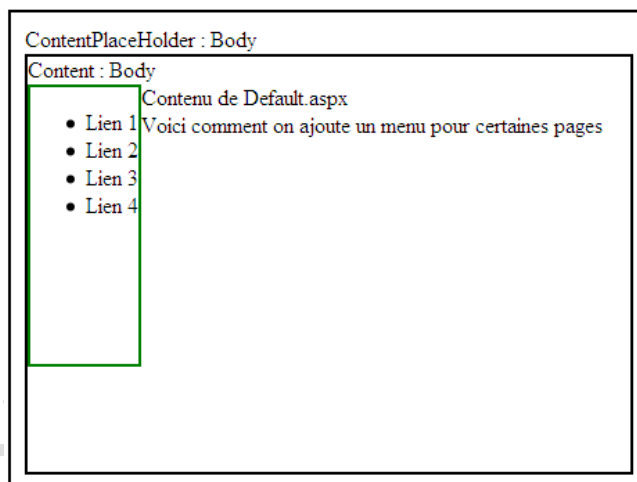 ContentPlaceHolder : Body
Content : Body
Contenu de Default.aspx
Voici comment on ajoute un menu pour certaines pages
• Lien 1
• Lien 2
• Lien 3
• Lien 4